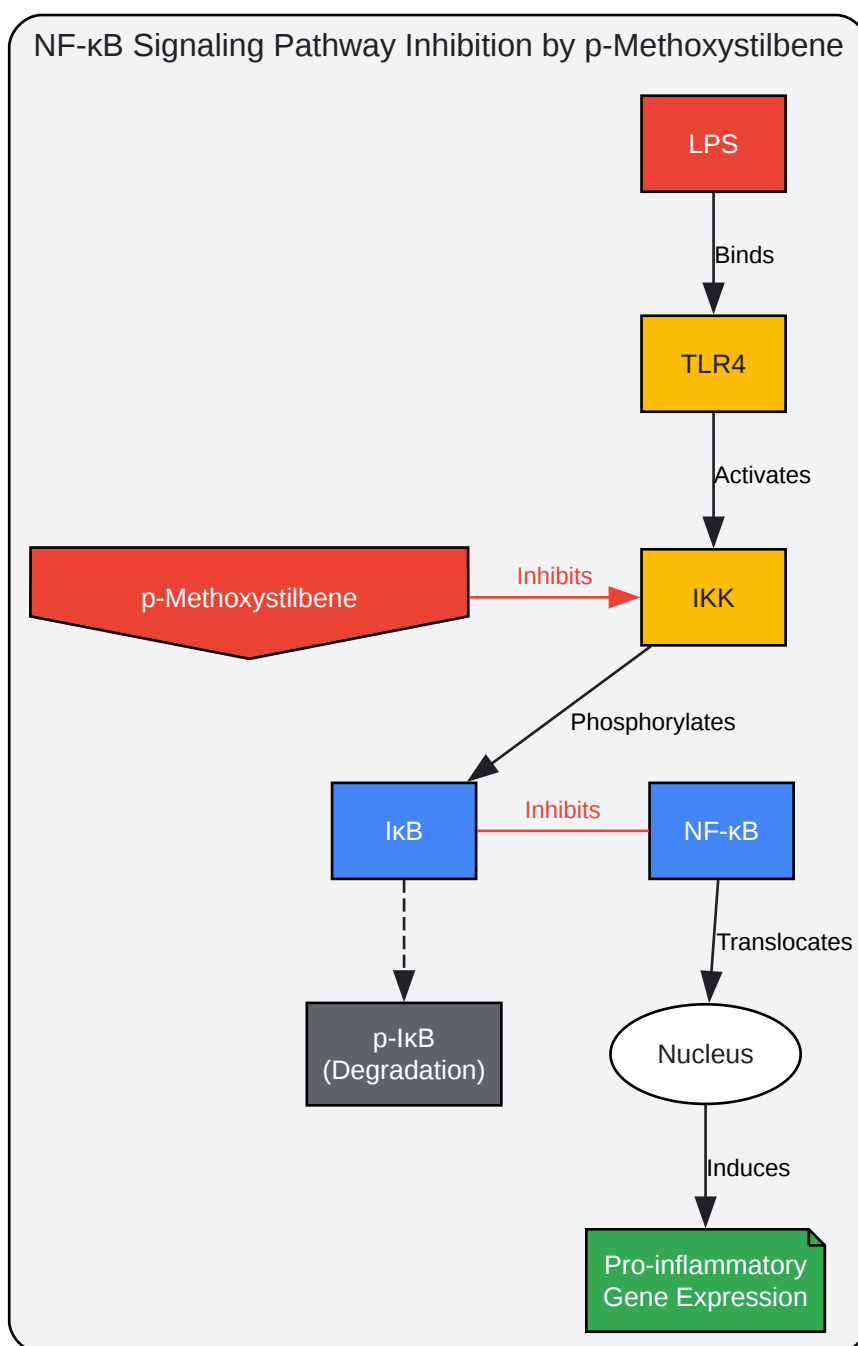 NF-κB Signaling Pathway Inhibition by p-Methoxystilbene
LPS
Binds
TLR4
Activates
p-Methoxystilbene
Inhibits
IKK
Phosphorylates
IκB
Inhibits
NF-κB
Translocates
p-IκB
(Degradation)
Nucleus
Induces
Pro-inflammatory
Gene Expression